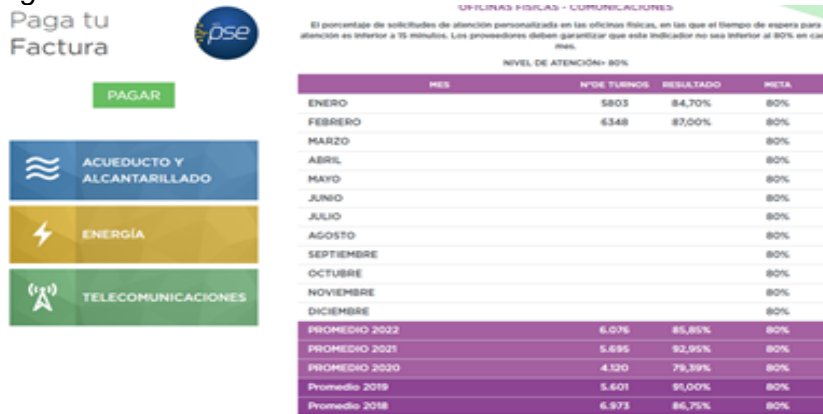 Paga tu
Factura
pse
PAGAR
ACUEDUCTO Y
ALCANTARILLADO
ENERGÍA
TELECOMUNICACIONES
OFICINAS FÍSICAS - COMUNICACIONES
El porcentaje de solicitudes de atención personalizada en las oficinas físicas, en las que el tiempo de espera para
atención es inferior a 15 minutos. Los proveedores deben garantizar que este indicador no sea inferior al 80% en cad
mes.
NIVEL DE ATENCIÓN= 80%
MES N°DE TURNOS RESULTADO META
ENERO 5803 84,70% 80%
FEBRERO 6348 87,00% 80%
MARZO 80%
ABRIL 80%
MAYO 80%
JUNIO 80%
JULIO 80%
AGOSTO 80%
SEPTIEMBRE 80%
OCTUBRE 80%
NOVIEMBRE 80%
DICIEMBRE 80%
PROMEDIO 2022 6.076 85,85% 80%
PROMEDIO 2021 5.695 92,95% 80%
PROMEDIO 2020 4.120 79,39% 80%
Promedio 2019 5.601 91,00% 80%
Promedio 2018 6.973 86,75% 80%